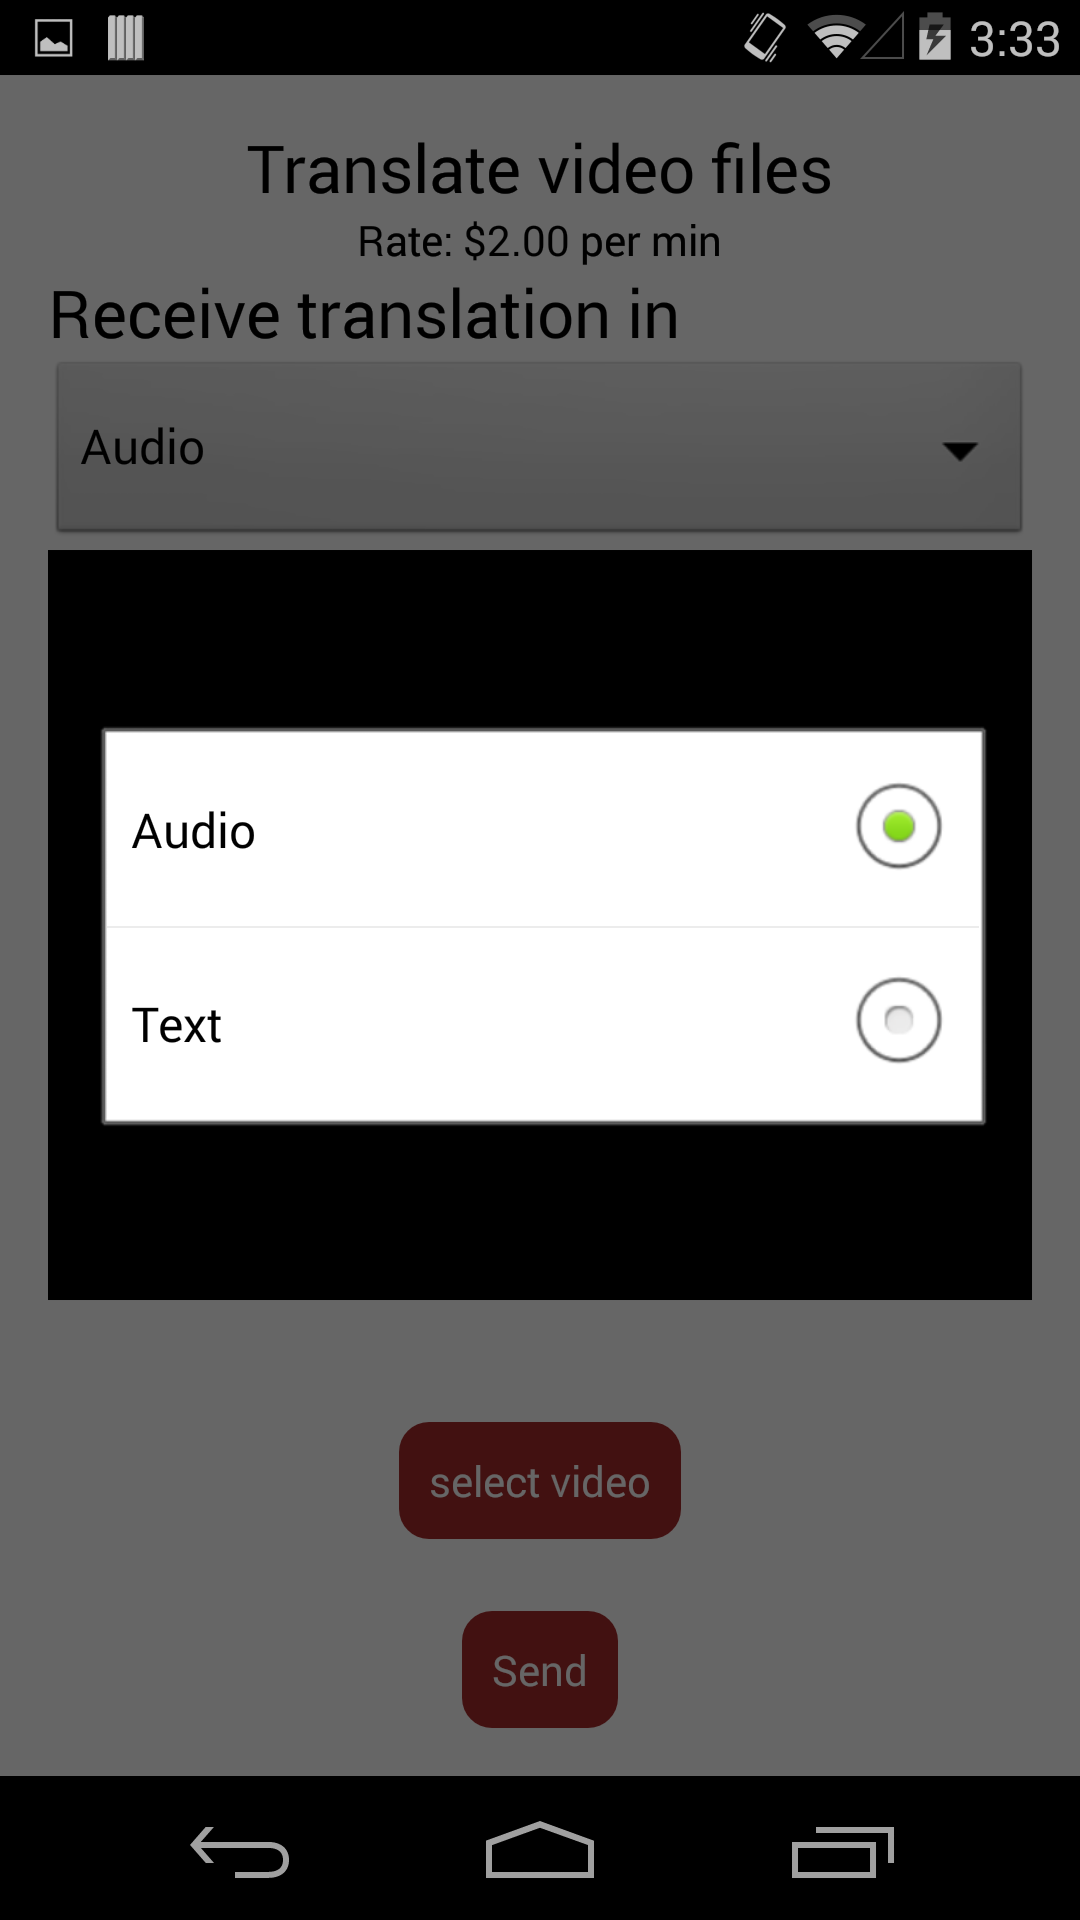 3:33
Translate video files
Rate: $2.00 per min
Receive translation in
Audio
Audio
Text
select video
Send